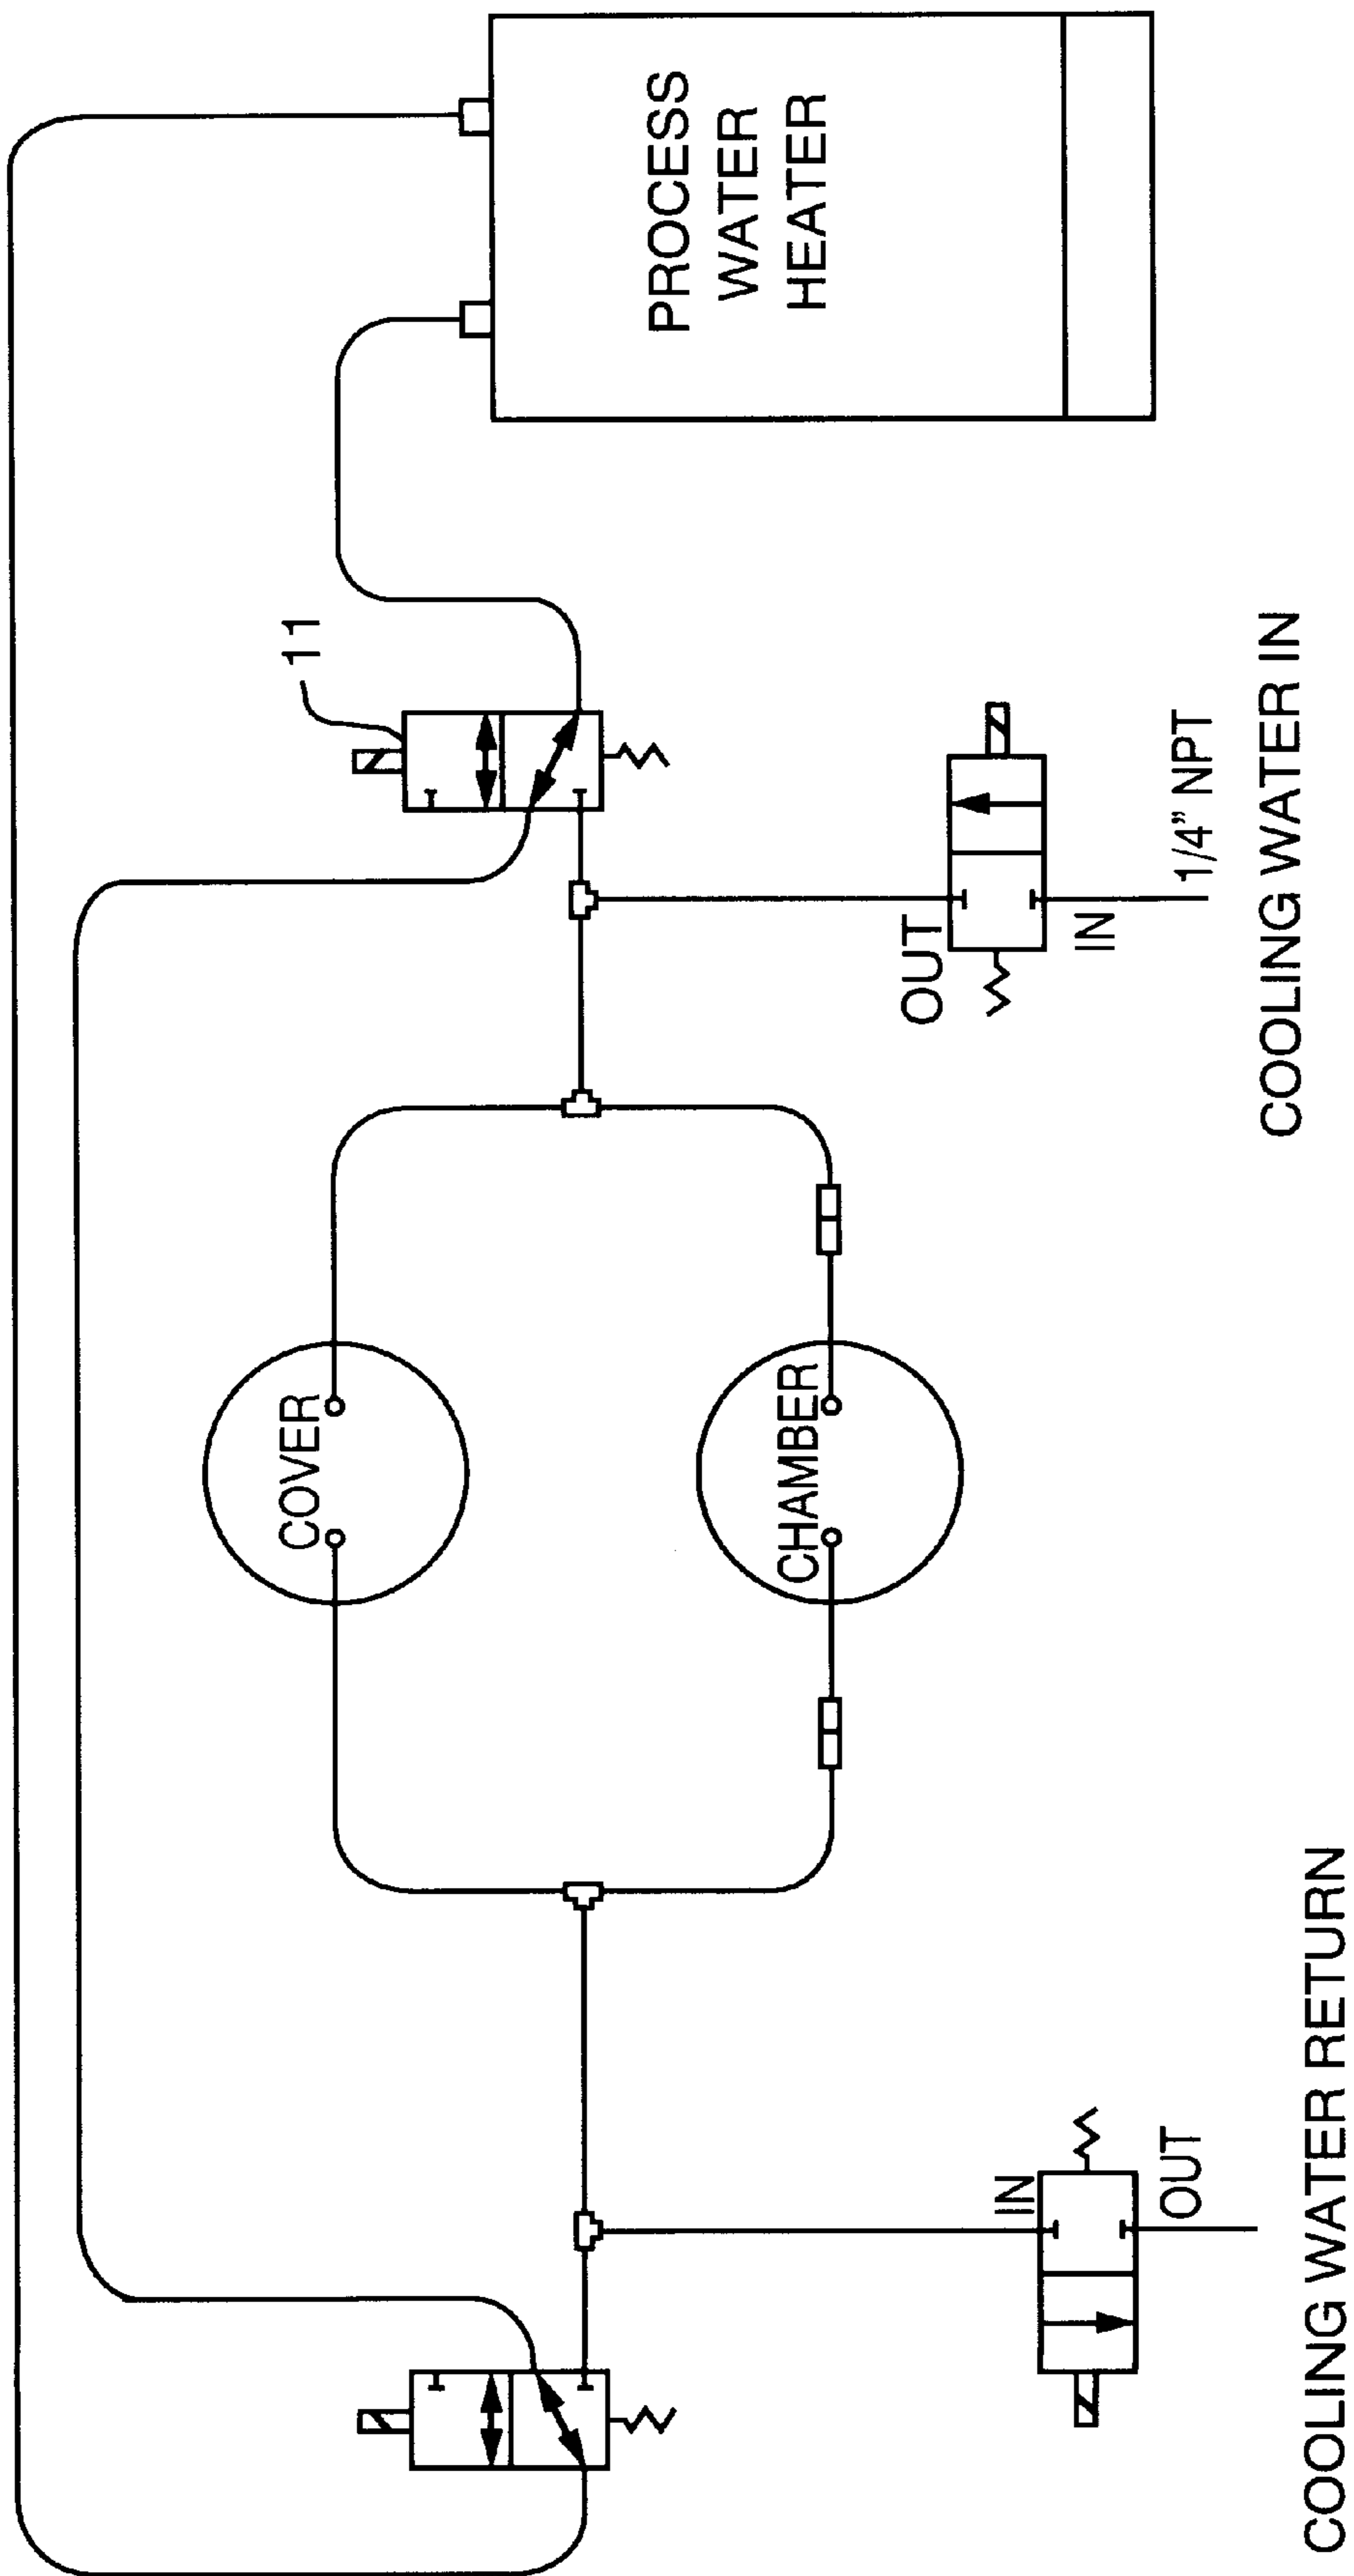 PROCESS
WATER
HEATER
11
COVER
CHAMBER
OUT
IN
1/4” NPT
COOLING WATER IN
IN
OUT
COOLING WATER RETURN